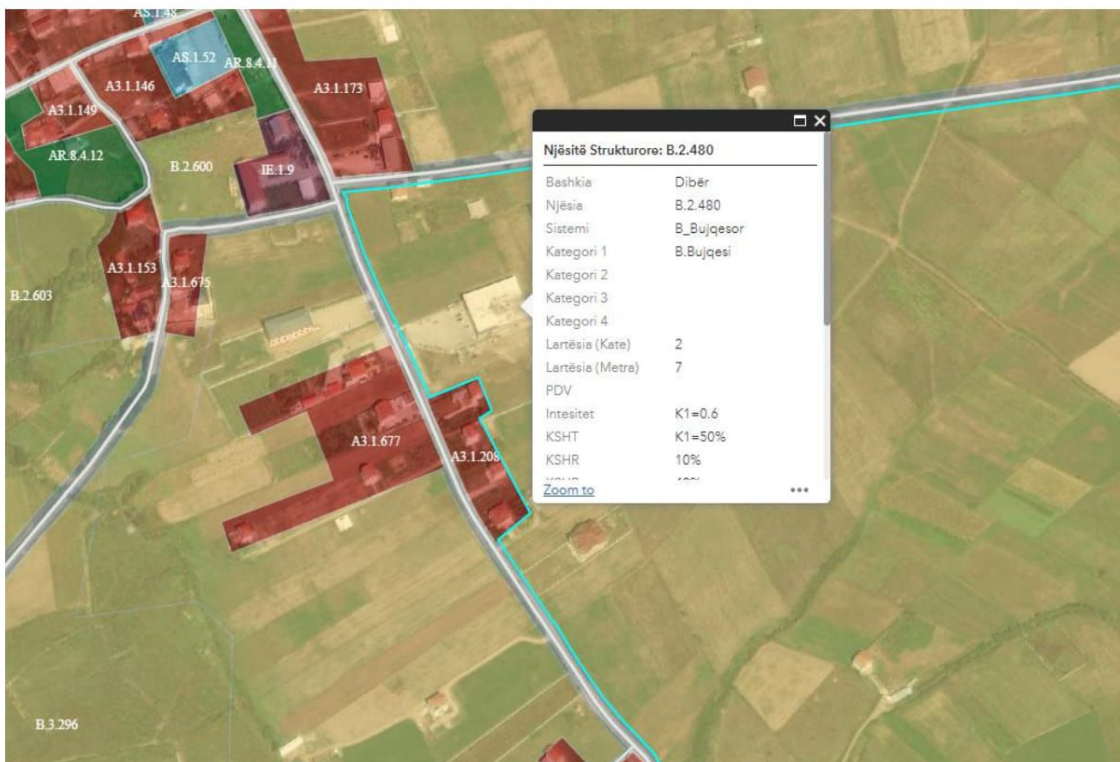 AS.1.48
AS.1.52
AR.8.4.11
A3.1.146
A3.1.173
A3.1.149
AR.8.4.12
B.2.600
IE.1.9
A3.1.153
A3.1.675
B.2.603
A3.1.677
A3.1.208
B.3.296
Njësitë Strukturore: B.2.480
Bashkia Dibër
Njësia B.2.480
Sistemi B_Bujqesor
Kategori 1 B.Bujqesi
Kategori 2
Kategori 3
Kategori 4
Lartësia (Kate) 2
Lartësia (Metra) 7
PDV
Intesitet K1=0.6
KSHT K1=50%
KSHR 10%
Zoom to